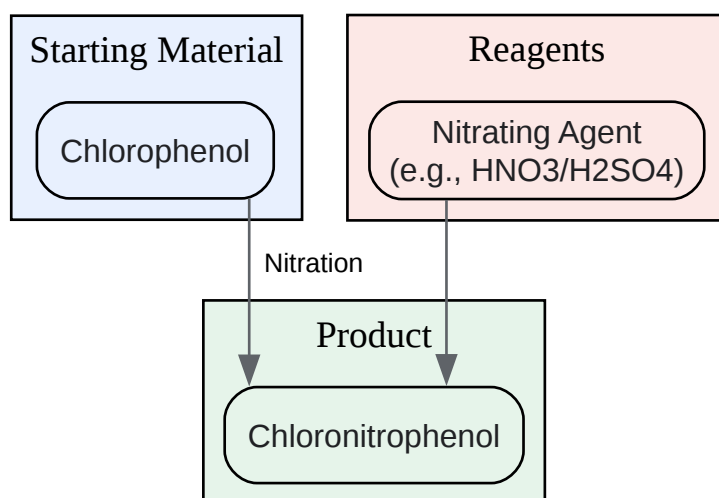 Starting Material
Reagents
Chlorophenol
Nitrating Agent
(e.g., HNO3/H2SO4)
Nitration
Product
Chloronitrophenol